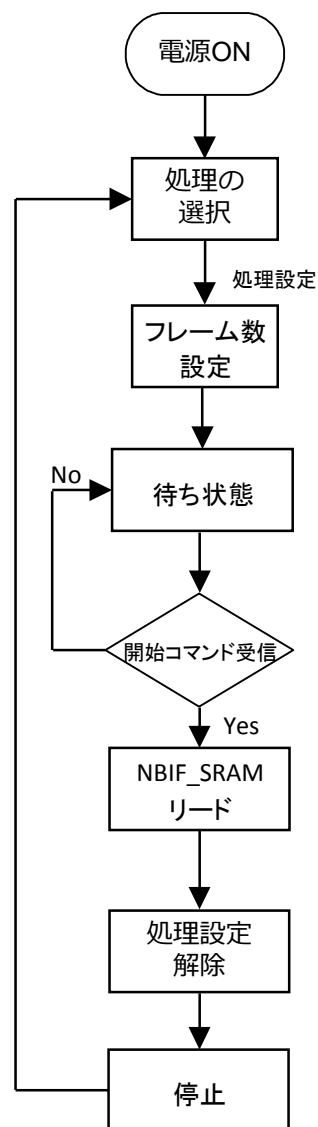 電源ON
処理の
選択
処理設定
フレーム数
設定
No
待ち状態
開始コマンド受信
Yes
NBIF_SRAM
リード
処理設定
解除
停止